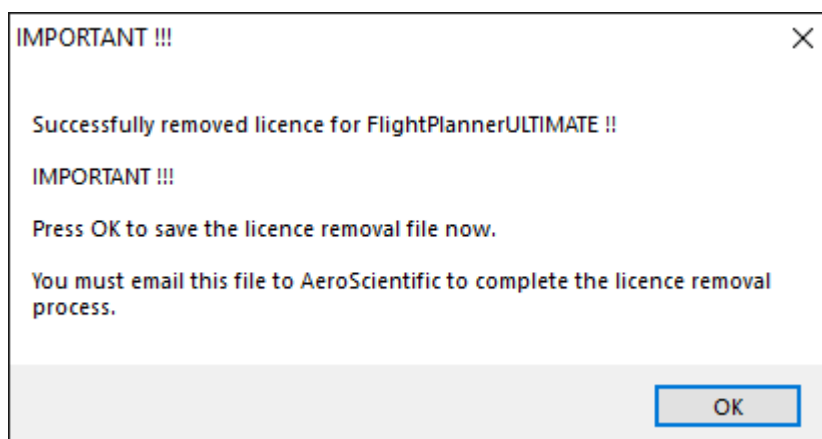 IMPORTANT !!!
Successfully removed licence for FlightPlannerULTIMATE !!
IMPORTANT !!!
Press OK to save the licence removal file now.
You must email this file to AeroScientific to complete the licence removal
process.
OK